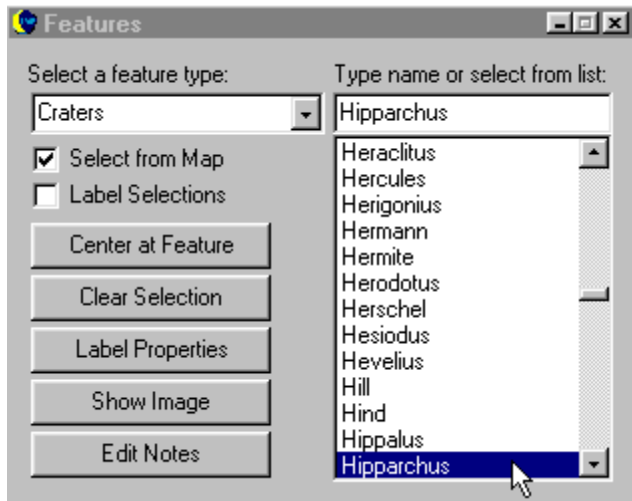 Features
Select a feature type:
Craters
Select from Map
Label Selections
Center at Feature
Clear Selection
Label Properties
Show Image
Edit Notes
Type name or select from list:
Hipparchus
Heraclitus
Hercules
Herigonius
Hermann
Hermite
Herodotus
Herschel
Hesiodus
Hevelius
Hill
Hind
Hippalus
Hipparchus